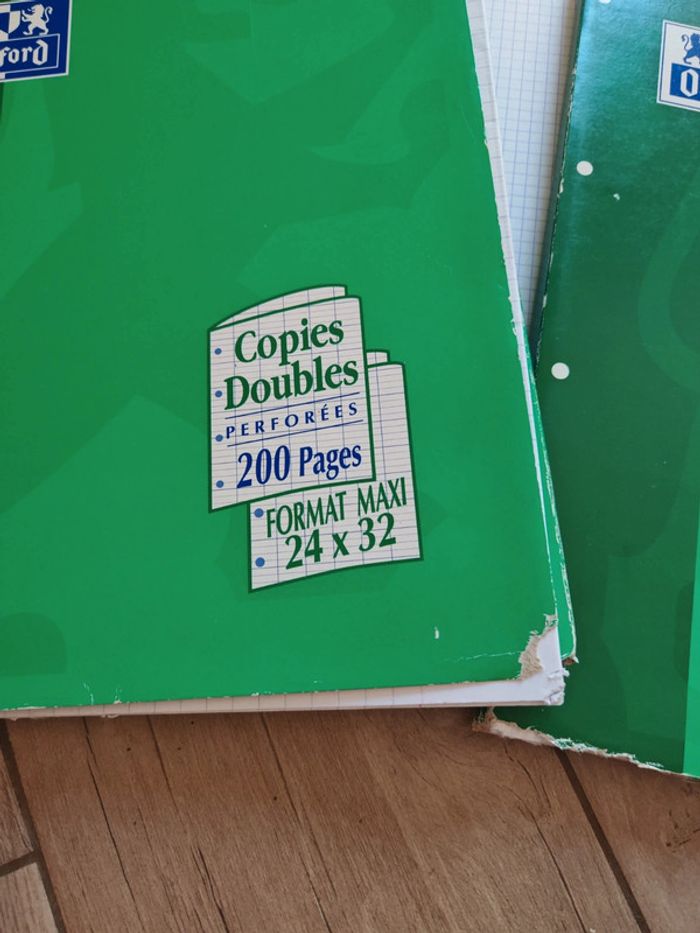 ford
O
Copies
Doubles
PERFORÉES
200 Pages
FORMAT MAXI
24 x 32